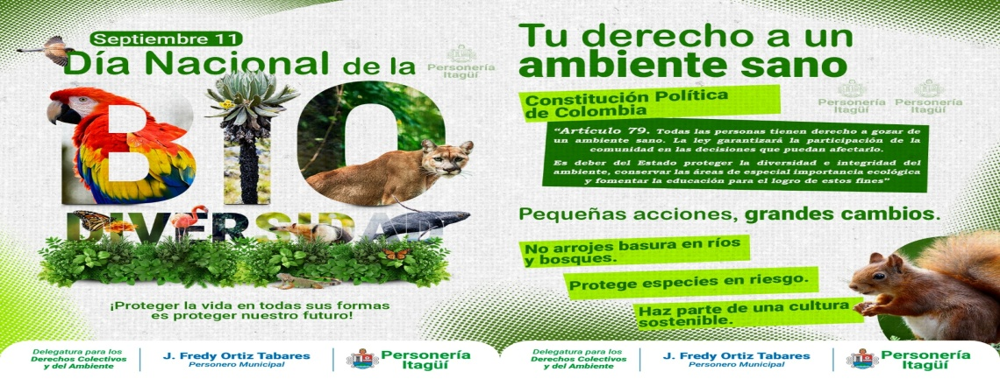 Septiembre 11
Día Nacional de la
BIO
DIVERSIDAD
Personería
Itagüí
¡Proteger la vida en todas sus formas
es proteger nuestro futuro!
Delegatura para los
Derechos Colectivos
y del Ambiente
J. Fredy Ortiz Tabares
Personero Municipal
Personería
Itagüí
Tu derecho a un
ambiente sano
Constitución Política
de Colombia
Personería
Itagüí
Personería
Itagüí
“Artículo 79. Todas las personas tienen derecho a gozar de
un ambiente sano. La ley garantizará la participación de la
comunidad en las decisiones que puedan afectarlo.
Es deber del Estado proteger la diversidad e integridad del
ambiente, conservar las áreas de especial importancia ecológica
y fomentar la educación para el logro de estos fines”
Pequeñas acciones, grandes cambios.
No arrojes basura en ríos
y bosques.
Protege especies en riesgo.
Haz parte de una cultura
sostenible.
Delegatura para los
Derechos Colectivos
y del Ambiente
J. Fredy Ortiz Tabares
Personero Municipal
Personería
Itagüí